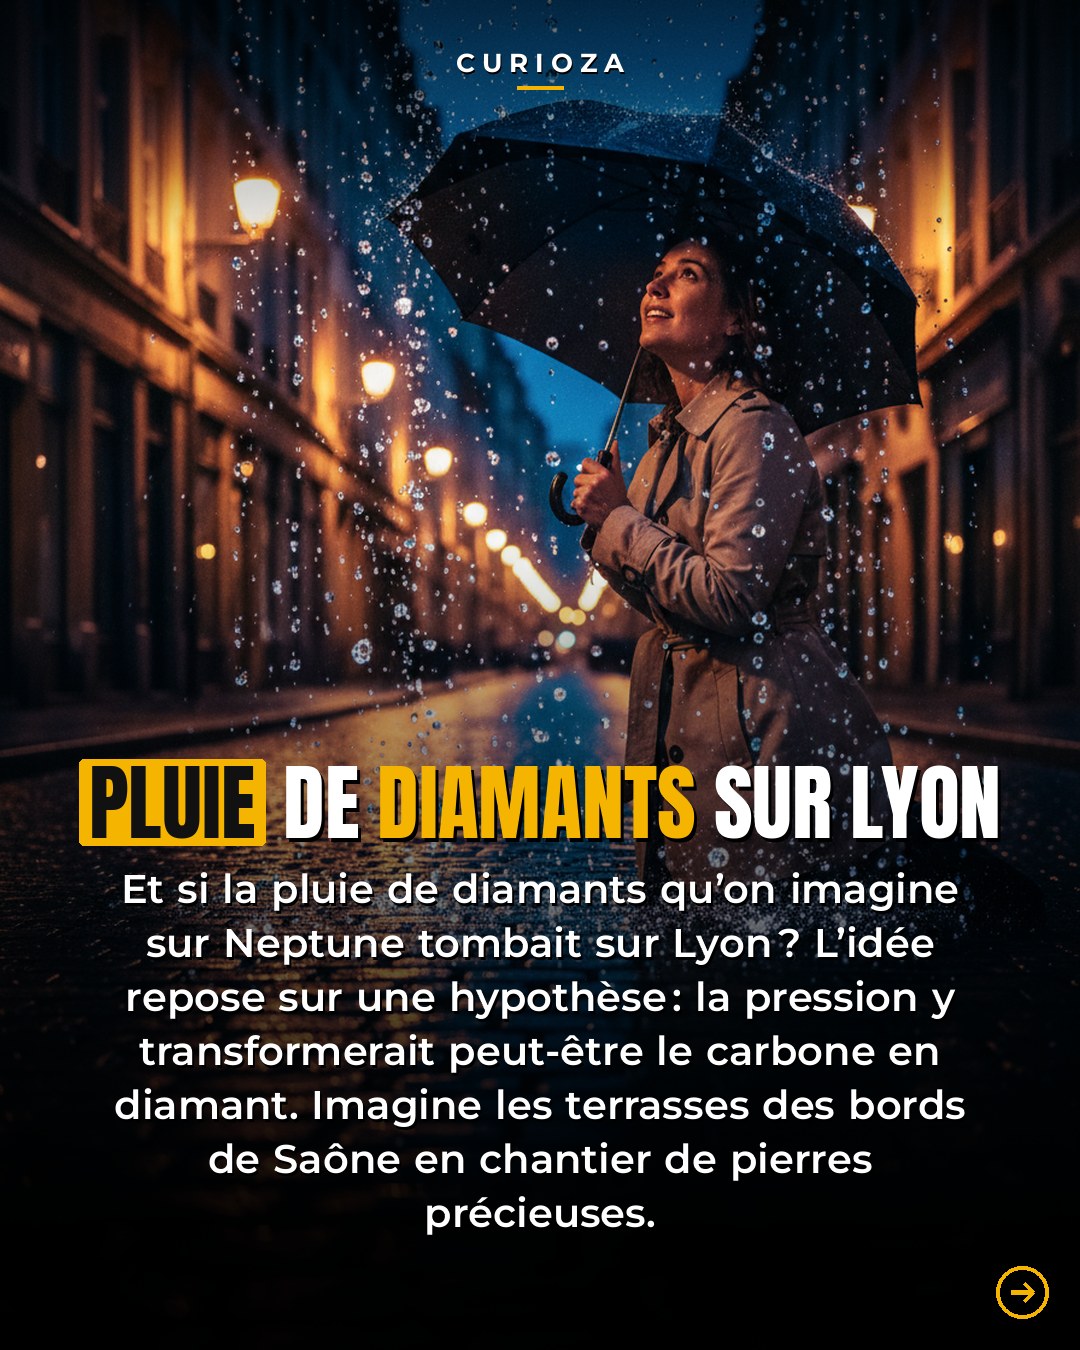 CURIOZA
PLUIE DE DIAMANTS SUR LYON
Et si la pluie de diamants qu’on imagine
sur Neptune tombait sur Lyon ? L’idée
repose sur une hypothèse : la pression y
transformerait peut-être le carbone en
diamant. Imagine les terrasses des bords
de Saône en chantier de pierres
précieuses.